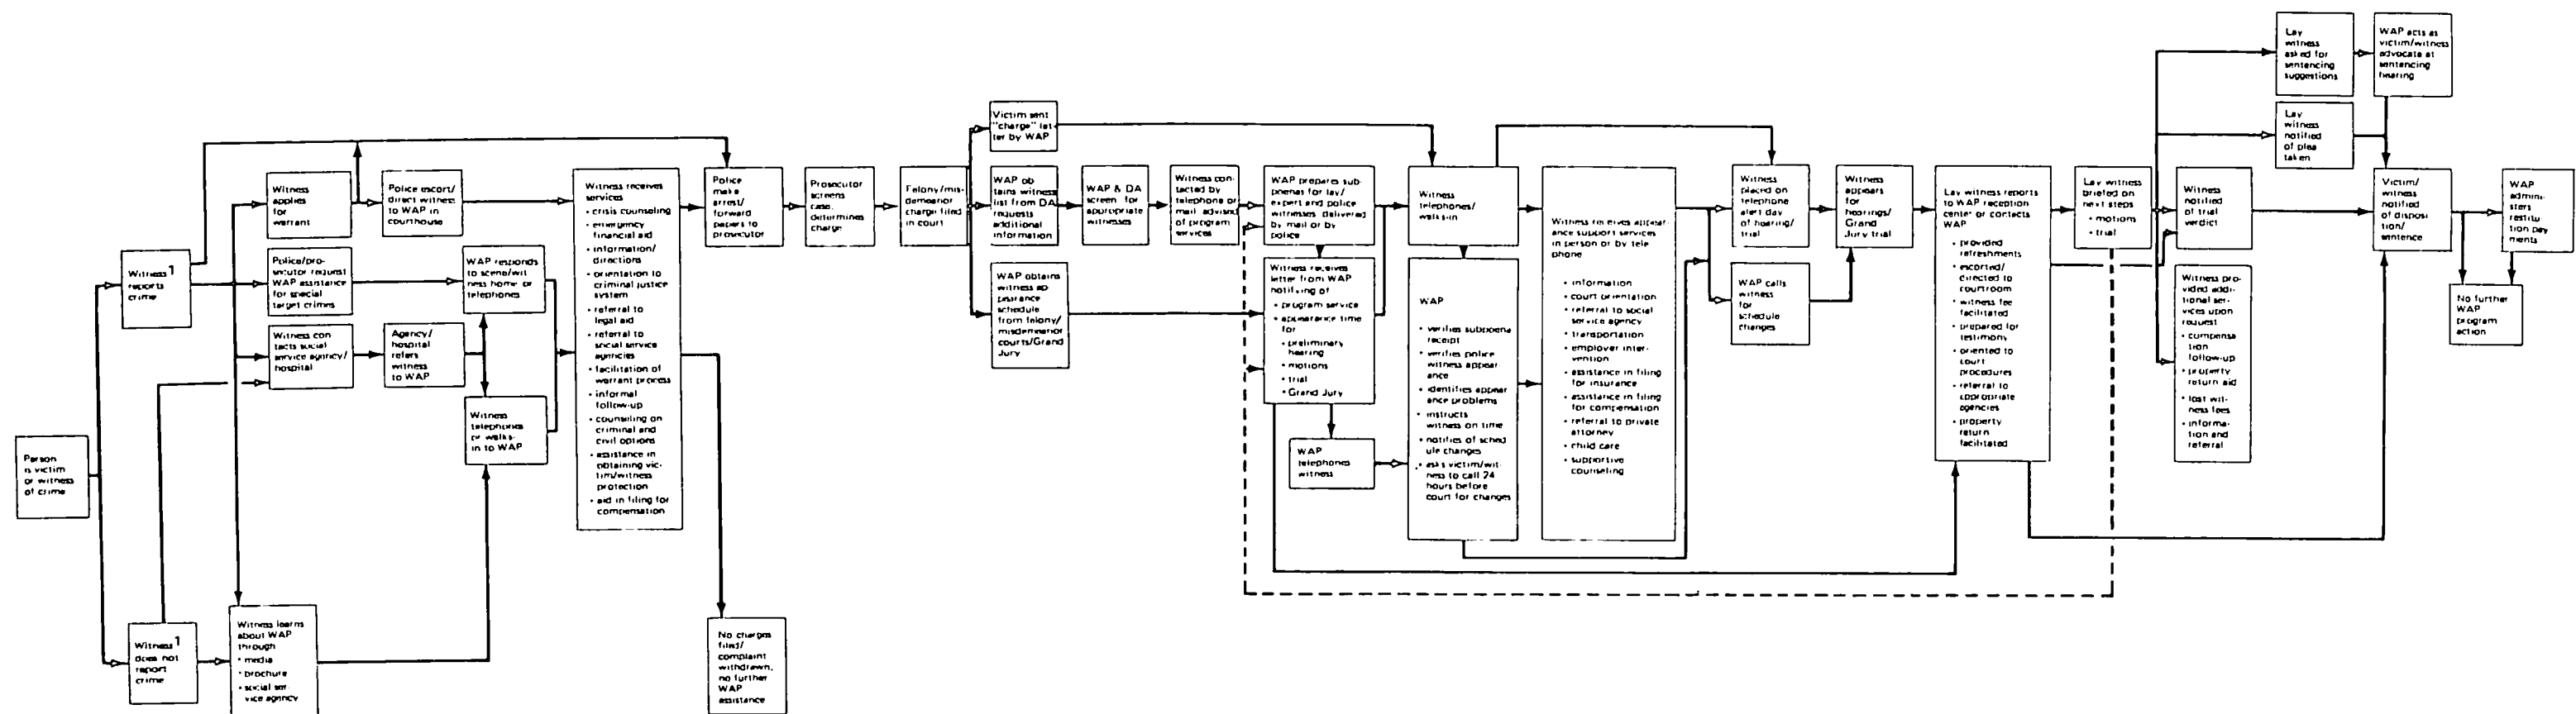 Person
is victim
or witness
of crime
Witness 1
reports
crime
Witness 1
does not
report
crime
Witness
applies
for
warrant
Police/pro-
secutor request
WAP assistance
for special
target crimes
Witness con
tacts social
service agency/
hospital
Witness learns
about WAP
through
• media
• brochure
• social ser
vice agency
Police escort/
direct witness
to WAP in
courthouse
Agency/
hospital
refers
witness
to WAP
WAP responds
to scene/wit
ness home or
telephones
Witness
telephones
or walks-
in to WAP
Witness receives
services
• crisis counseling
• emergency
financial aid
• information/
directions
• orientation to
criminal justice
system
• referral to
legal aid
• referral to
social service
agencies
• facilitation of
warrant process
• informal
follow-up
• counseling on
criminal and
civil options
• assistance in
obtaining vic-
tim/witness
protection
• aid in filing for
compensation
Police
make
arrest/
forward
papers to
prosecutor
No charges
filed/
complaint
withdrawn,
no further
WAP
assistance
Prosecutor
screens
case,
determines
charge
Felony/mis-
demeanor
charge filed
in court
Victim sent
"charge" let-
ter by WAP
WAP ob
tains witness
list from DA
requests
additional
information
WAP obtains
witness ap
pearance
schedule
from felony/
misdemeanor
courts/Grand
Jury
WAP & DA
screen for
appropriate
witnesses
Witness con-
tacted by
telephone or
mail advised
of program
services
WAP prepares sub-
poenas for lay/
expert and police
witnesses delivered
by mail or by
police
Witness receives
letter from WAP
notifying of
• program service
• appearance time
for
• preliminary
hearing
• motions
• trial
• Grand Jury
WAP
telephones
witness
Witness
telephones/
walks-in
WAP
• verifies subpoena
receipt
• verifies police
witness appear-
ance
• identifies appear
ance problems
• instructs
witness on time
• notifies of sched
ule changes
• asks victim/wit-
ness to call 24
hours before
court for changes
Witness receives appear-
ance support services
in person or by tele
phone
• information
• court orientation
• referral to social
service agency
• transportation
• employer inter-
vention
• assistance in filing
for insurance
• assistance in filing
for compensation
• referral to private
attorney
• child care
• supportive
counseling
Witness
placed on
telephone
alert day
of hearing/
trial
WAP calls
witness
for
schedule
changes
Witness
appears
for
hearings/
Grand
Jury trial
Lay witness reports
to WAP reception
center or contacts
WAP
• provided
refreshments
• escorted/
directed to
courtroom
• witness fee
facilitated
• prepared for
testimony
• oriented to
court
procedures
• referral to
appropriate
agencies
• property
return
facilitated
Lay witness
briefed on
next steps
• motions
• trial
Lay
witness
asked for
sentencing
suggestions
WAP acts as
victim/witness
advocate at
sentencing
hearing
Lay
witness
notified
of plea
taken
Witness
notified
of trial
verdict
Witness pro-
vided addi-
tional ser-
vices upon
request
• compensa
tion
follow-up
• property
return aid
• lost wit-
ness fees
• informa-
tion and
referral
Victim/
witness
notified
of disposi
tion/
sentence
WAP
admini-
sters
restitu-
tion pay
ments
No further
WAP
program
action